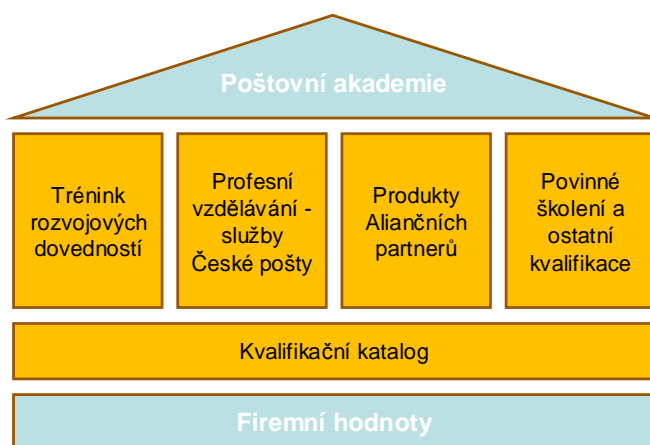 Poštovní akademie
Trénink
rozvojových
dovedností
Profesní
vzdělávání -
služby
České pošty
Produkty
Aliančních
partnerů
Povinné
školení a
ostatní
kvalifikace
Kvalifikační katalog
Firemní hodnoty